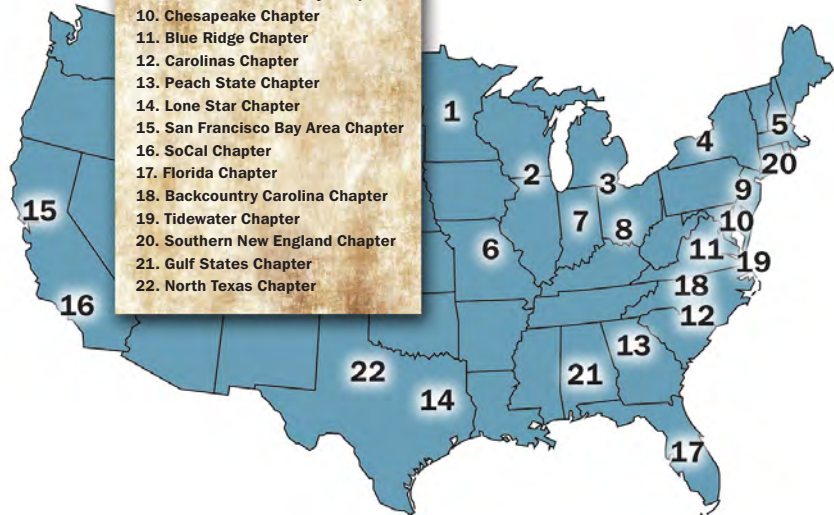 10. Chesapeake Chapter
11. Blue Ridge Chapter
12. Carolinas Chapter
13. Peach State Chapter
14. Lone Star Chapter
15. San Francisco Bay Area Chapter
16. SoCal Chapter
17. Florida Chapter
18. Backcountry Carolina Chapter
19. Tidewater Chapter
20. Southern New England Chapter
21. Gulf States Chapter
22. North Texas Chapter
1
5
4
2
20
3
9
15
7
8
10
6
11
19
18
16
12
13
22
21
14
17